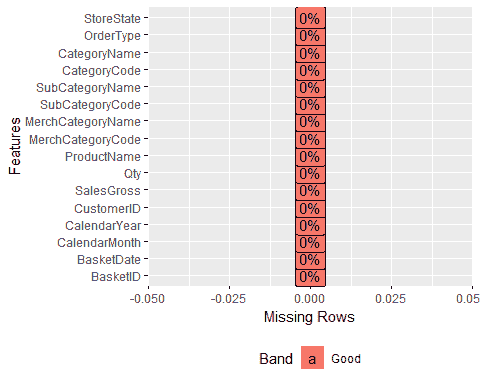 StoreState 0%
OrderType 0%
CategoryName 0%
CategoryCode 0%
SubCategoryName 0%
SubCategoryCode 0%
MerchCategoryName 0%
MerchCategoryCode 0%
ProductName 0%
Qty 0%
SalesGross 0%
CustomerID 0%
CalendarYear 0%
CalendarMonth 0%
BasketDate 0%
BasketID 0%
Features
-0.050 -0.025 0.000 0.025 0.05
Missing Rows
Band a Good